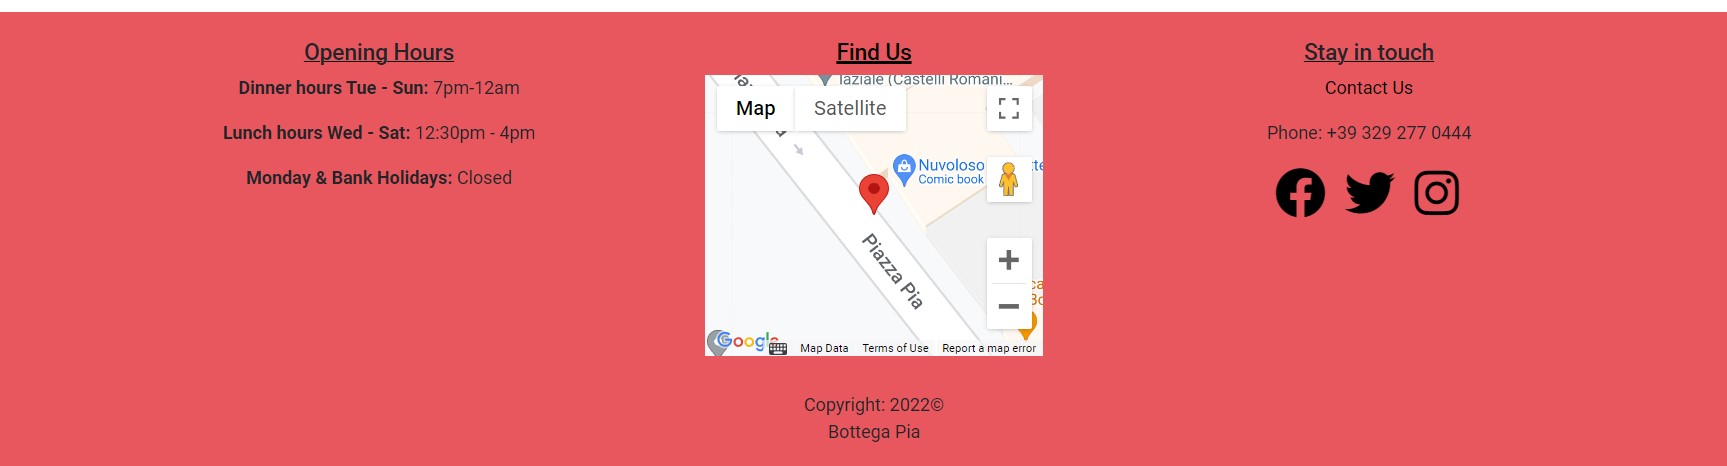 Opening Hours
Dinner hours Tue - Sun: 7pm-12am
Lunch hours Wed - Sat: 12:30pm - 4pm
Monday & Bank Holidays: Closed
Find Us
(Castelli Romani...
Map
Satellite
Nuvoloso
Comic book
Piazza Pia
Google
Map Data
Terms of Use
Report a map error
Stay in touch
Contact Us
Phone: +39 329 277 0444
Copyright: 2022©
Bottega Pia